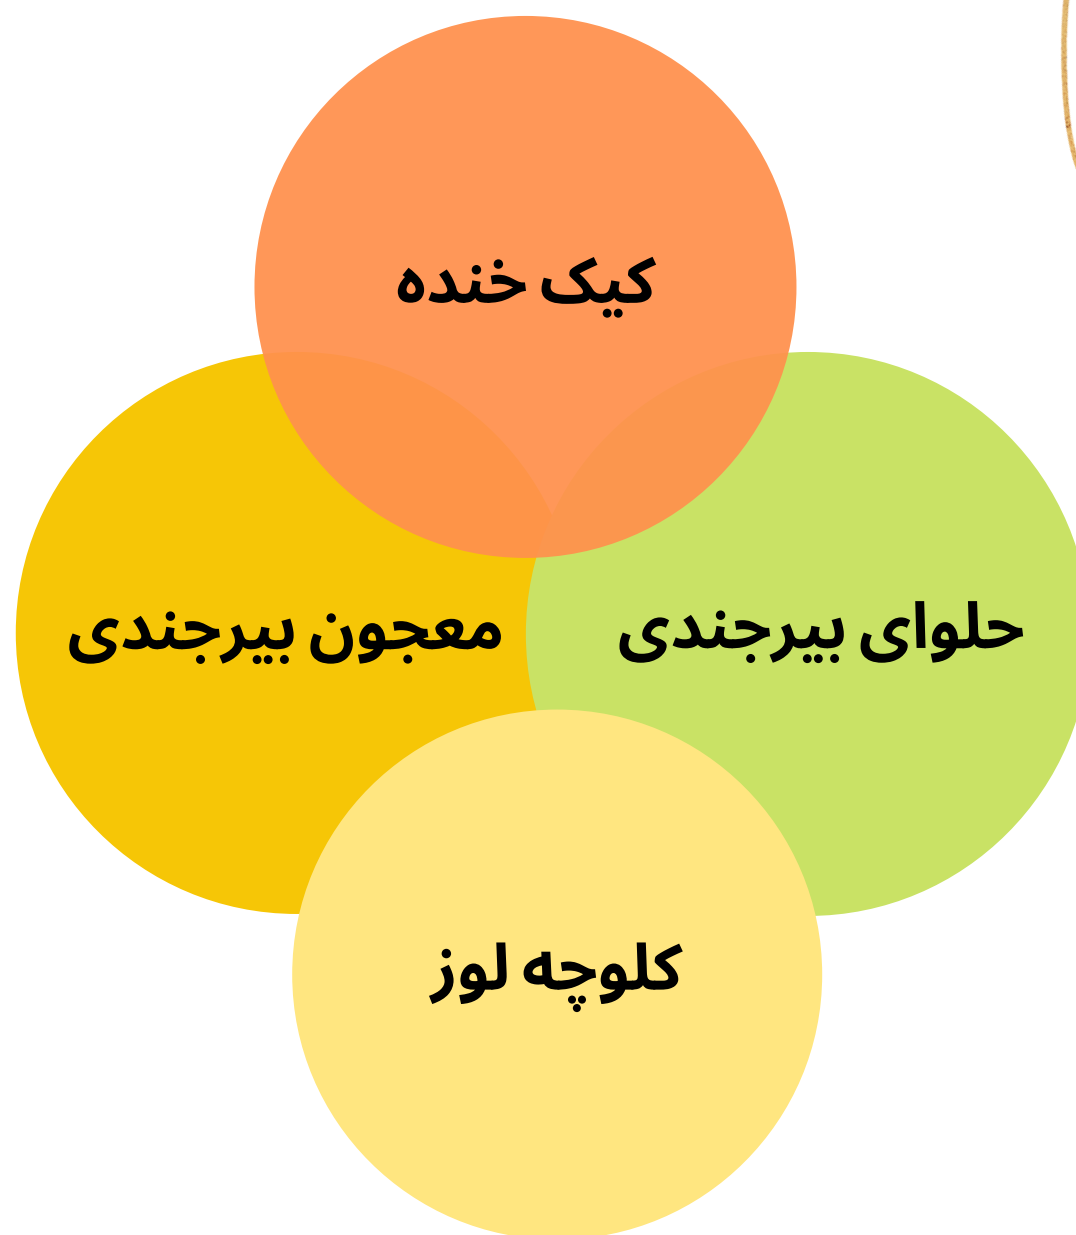 کیک خنده
حلوای بیرجندی
معجون بیرجندی
کلوچه لوز